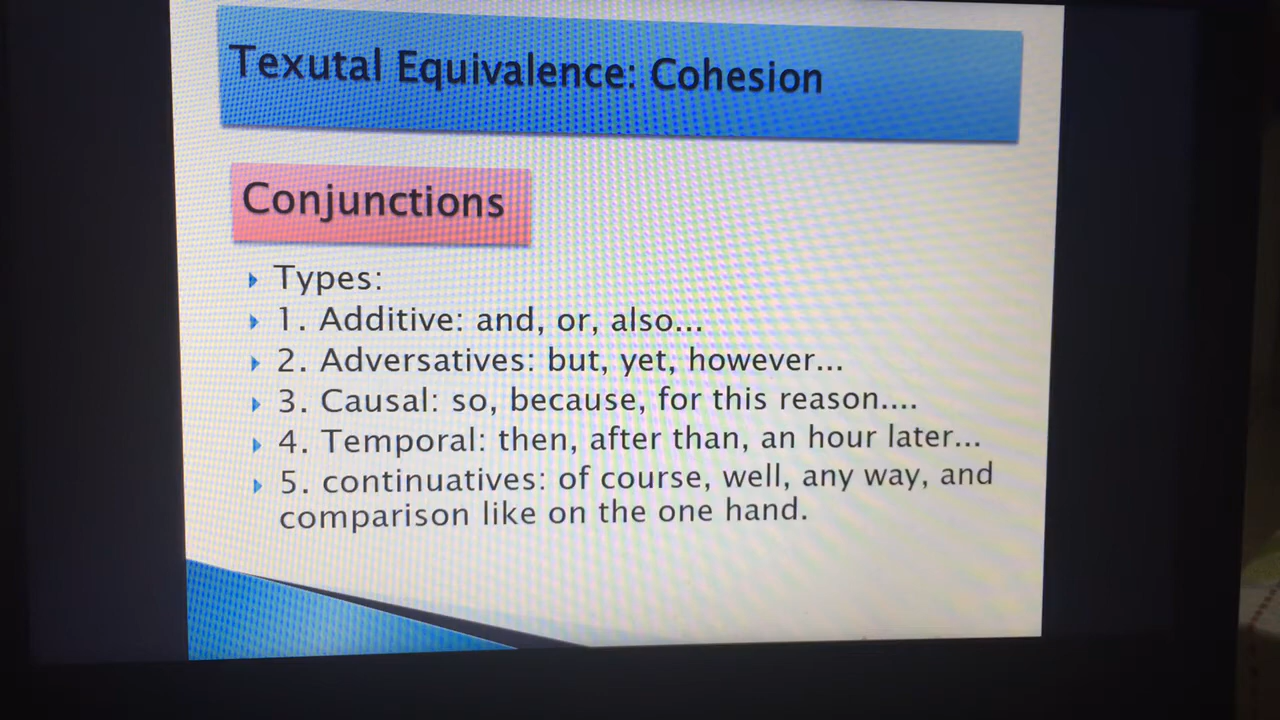 Texutal Equivalence: Cohesion
Conjunctions
Types:
1. Additive: and, or, also...
2. Adversatives: but, yet, however...
3. Causal: so, because, for this reason....
4. Temporal: then, after than, an hour later...
5. continuatives: of course, well, any way, and
comparison like on the one hand.